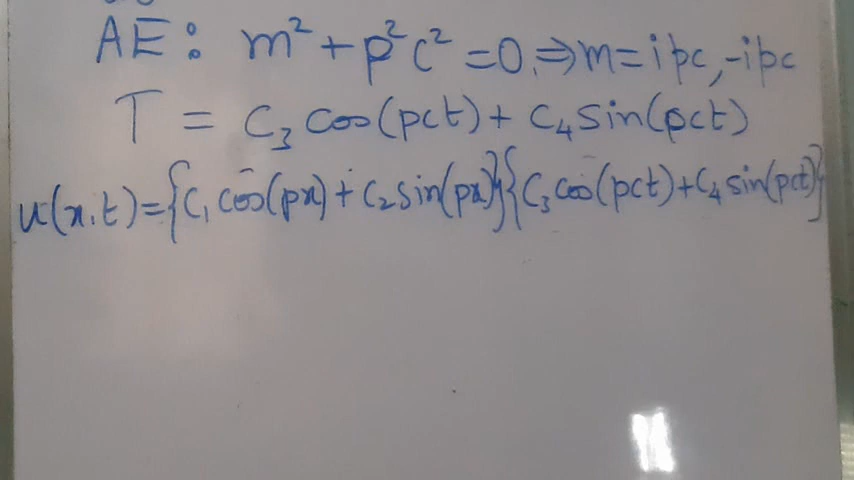 AE: m² + p²c² = 0, ⇒ m = ipc, -ipc
T = C₃ cos(pct) + C₄ sin(pct)
u(x,t) = {C₁ cos(px) + C₂ sin(px)}{C₃ cos(pct) + C₄ sin(pct)}